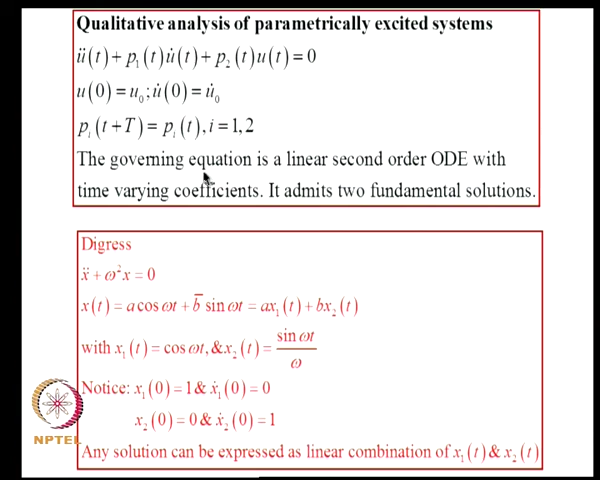 Qualitative analysis of parametrically excited systems
ü(t) + p₁(t)u̇(t) + p₂(t)u(t) = 0
u(0) = u₀; u̇(0) = u̇₀
pᵢ(t+T) = pᵢ(t), i = 1,2
The governing equation is a linear second order ODE with
time varying coefficients. It admits two fundamental solutions.
Digress
ẍ + ω²x = 0
x(t) = a cos ωt + b̅ sin ωt = ax₁(t) + bx₂(t)
with x₁(t) = cos ωt, & x₂(t) = sin ωt / ω
Notice: x₁(0) = 1 & ẋ₁(0) = 0
x₂(0) = 0 & ẋ₂(0) = 1
Any solution can be expressed as linear combination of x₁(t) & x₂(t)
NPTEL